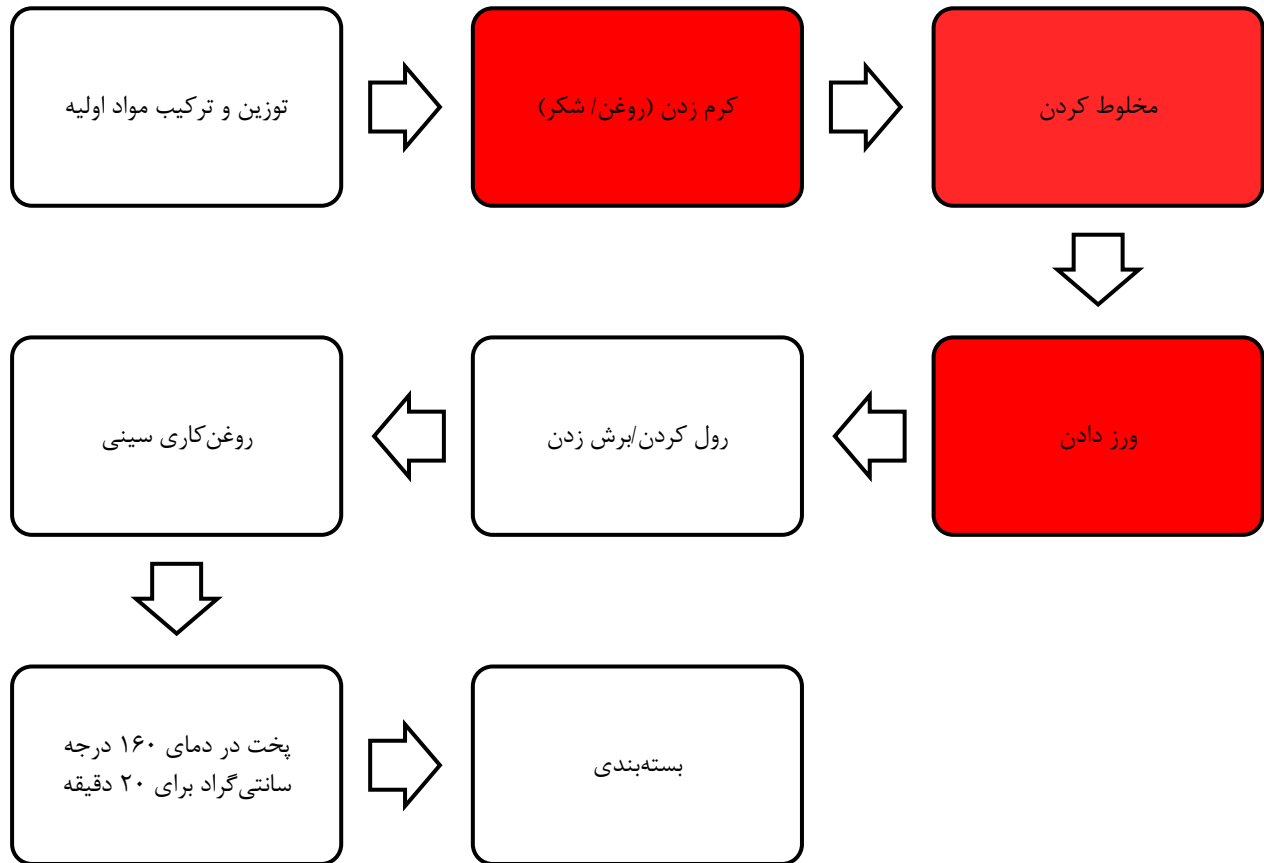 توزین و ترکیب مواد اولیه
کرم زدن (روغن/ شکر)
مخلوط کردن
ورز دادن
رول کردن/برش زدن
روغن‌کاری سینی
پخت در دمای ۱۶۰ درجه
سانتی‌گراد برای ۲۰ دقیقه
بسته‌بندی